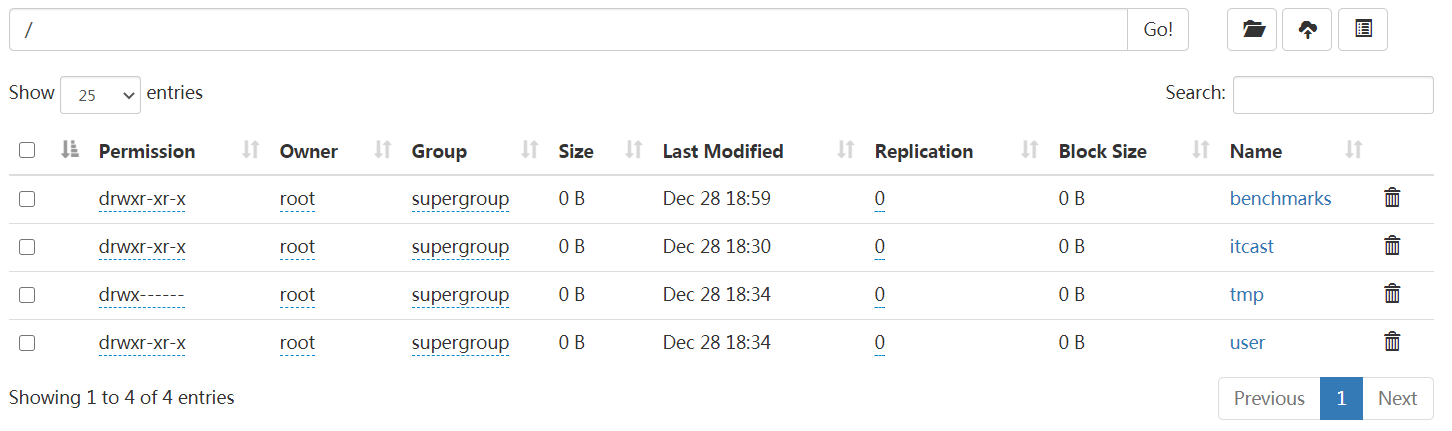 / Go!
Show 25 entries Search:
Permission Owner Group Size Last Modified Replication Block Size Name
drwxr-xr-x root supergroup 0 B Dec 28 18:59 0 0 B benchmarks
drwxr-xr-x root supergroup 0 B Dec 28 18:30 0 0 B itcast
drwx------ root supergroup 0 B Dec 28 18:34 0 0 B tmp
drwxr-xr-x root supergroup 0 B Dec 28 18:34 0 0 B user
Showing 1 to 4 of 4 entries Previous 1 Next